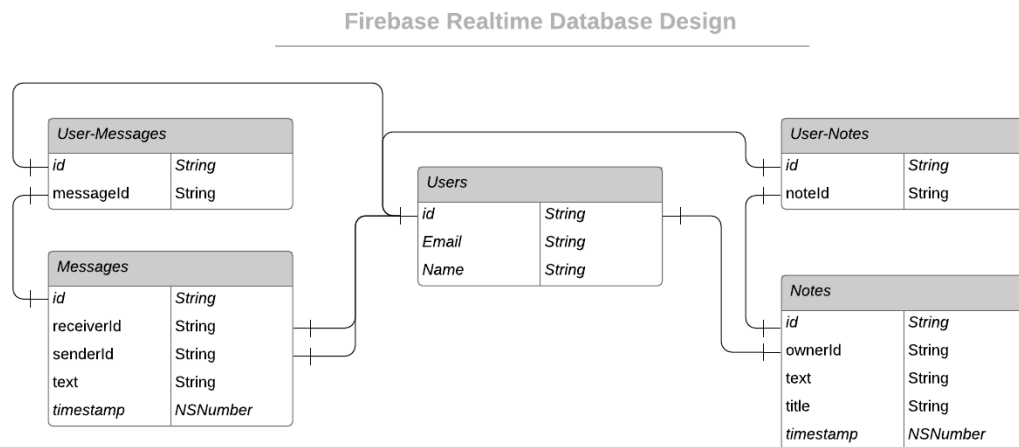 Firebase Realtime Database Design
User-Messages
id String
messageId String
Messages
id String
receiverId String
senderId String
text String
timestamp NSNumber
Users
id String
Email String
Name String
User-Notes
id String
noteId String
Notes
id String
ownerId String
text String
title String
timestamp NSNumber